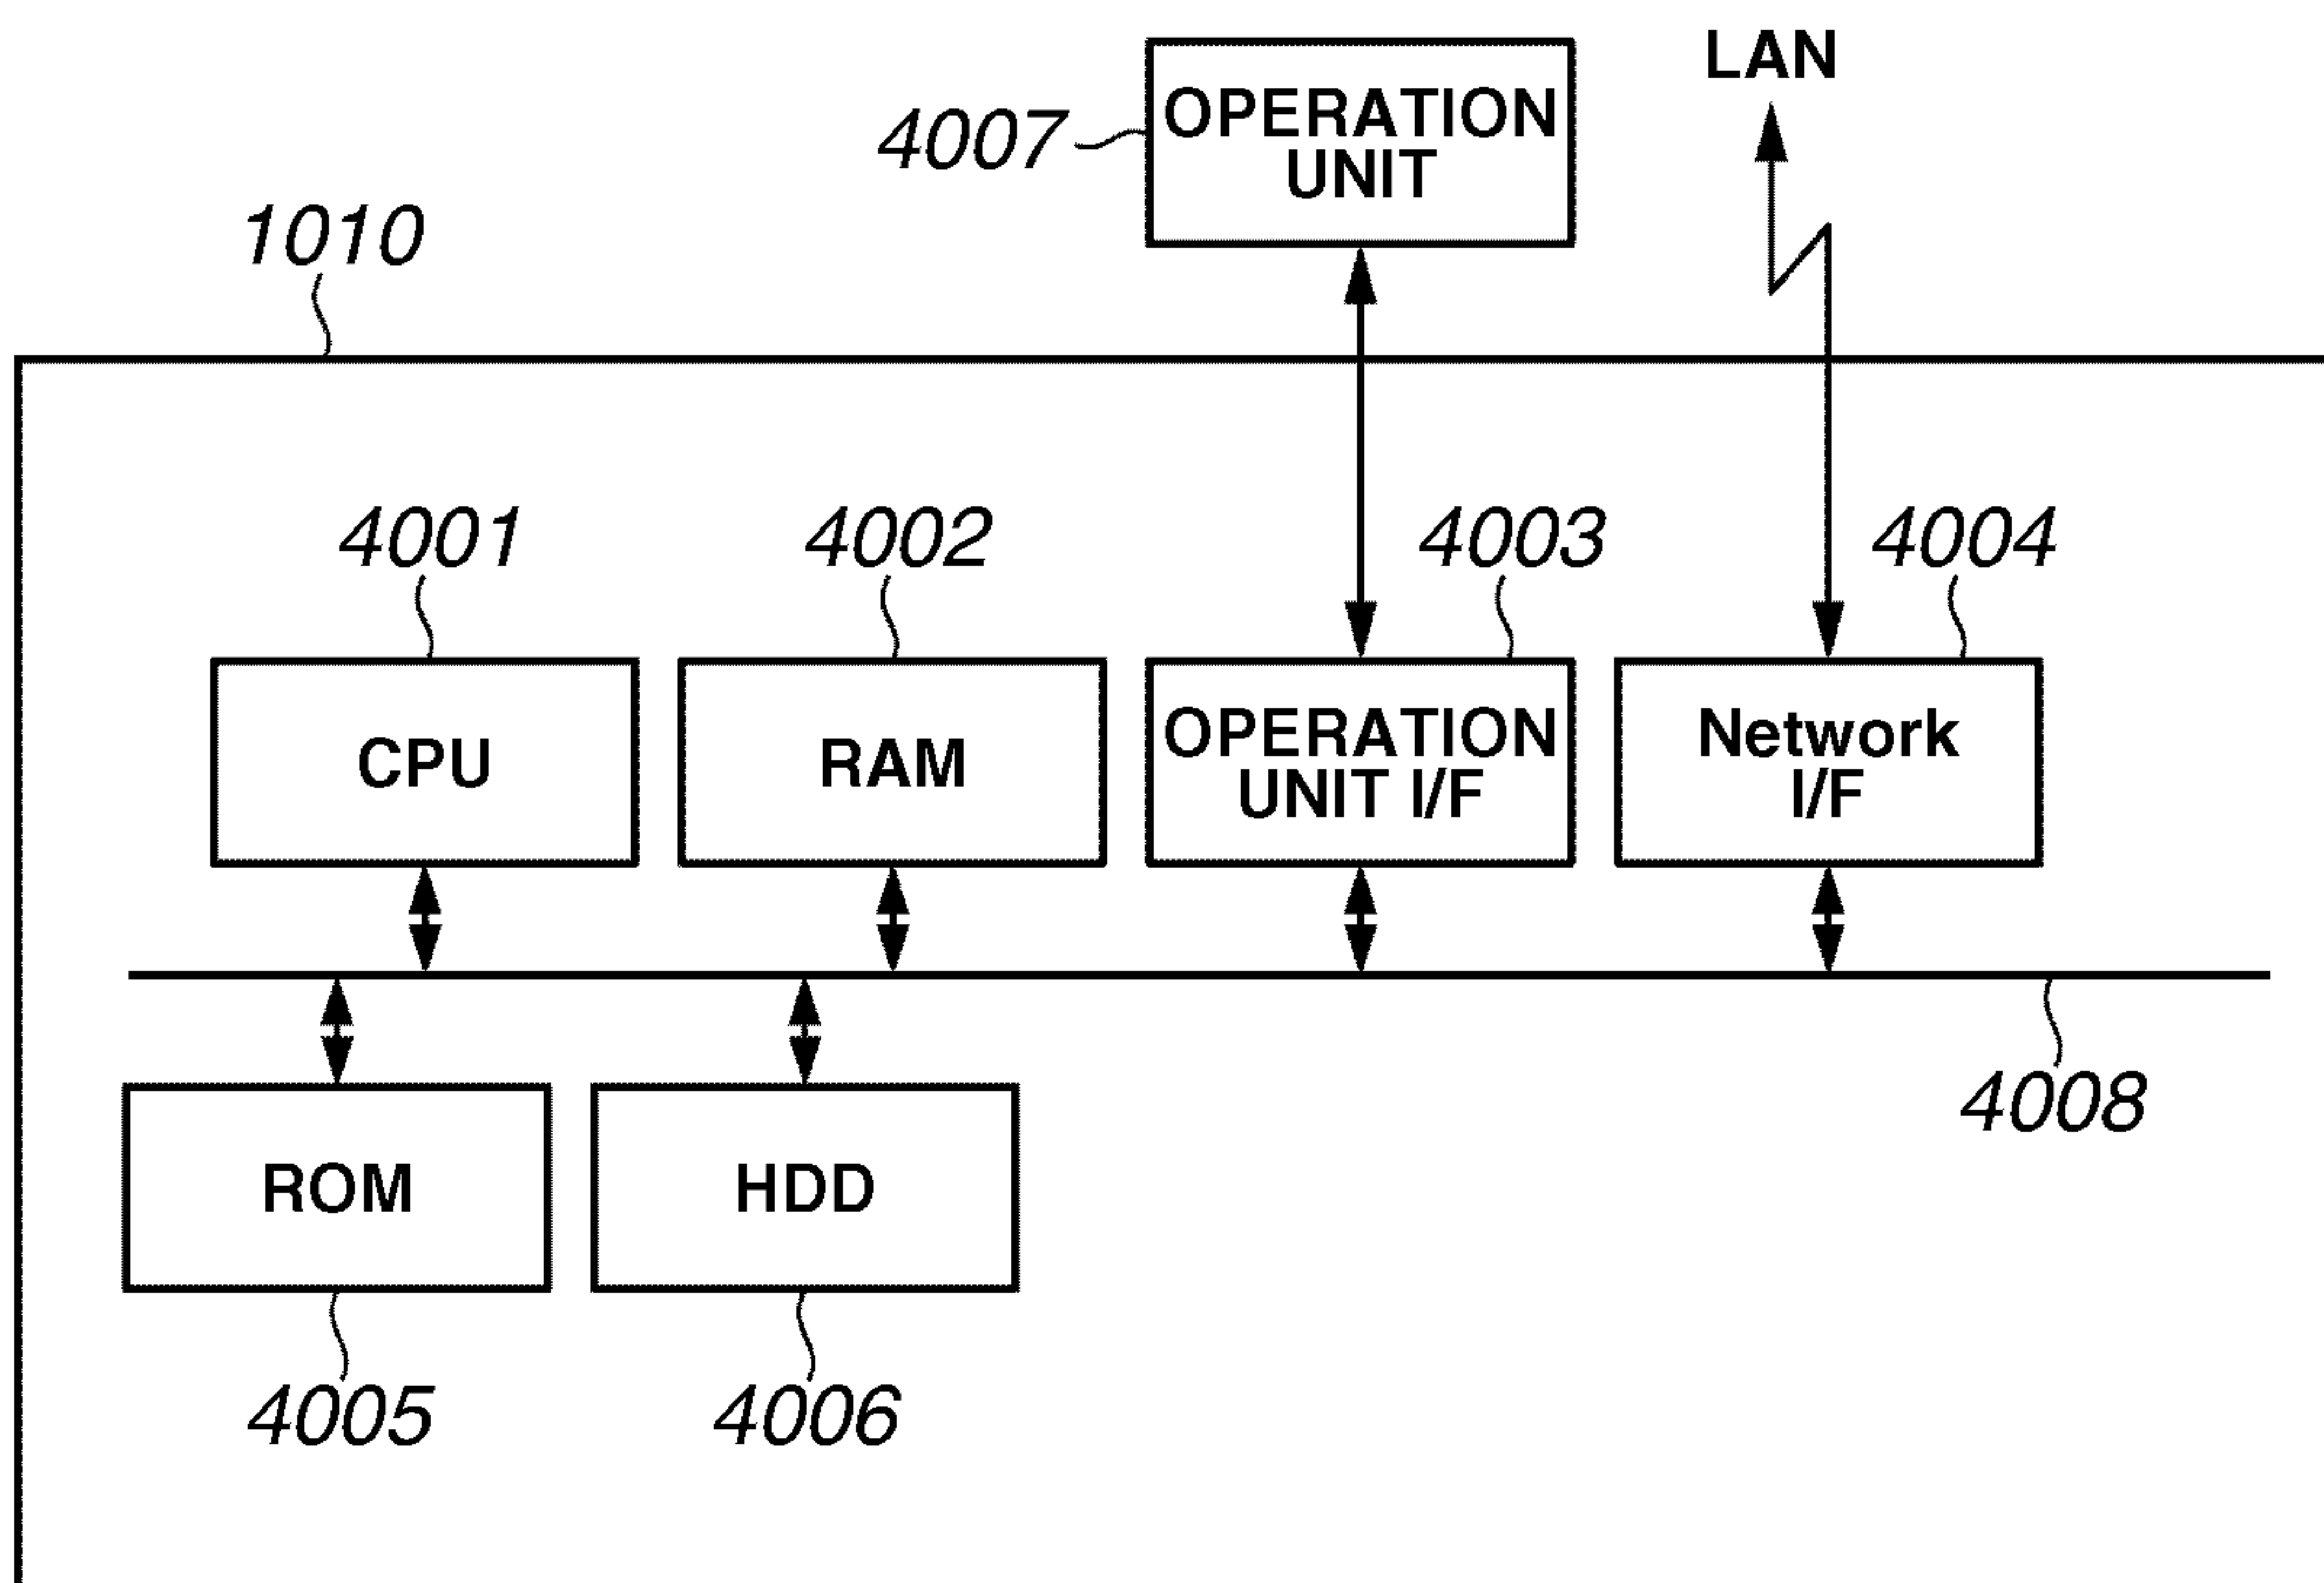 LAN
OPERATION
UNIT
4007
1010
4001
4002
4003
4004
CPU
RAM
OPERATION
UNIT I/F
Network
I/F
4008
ROM
HDD
4005
4006